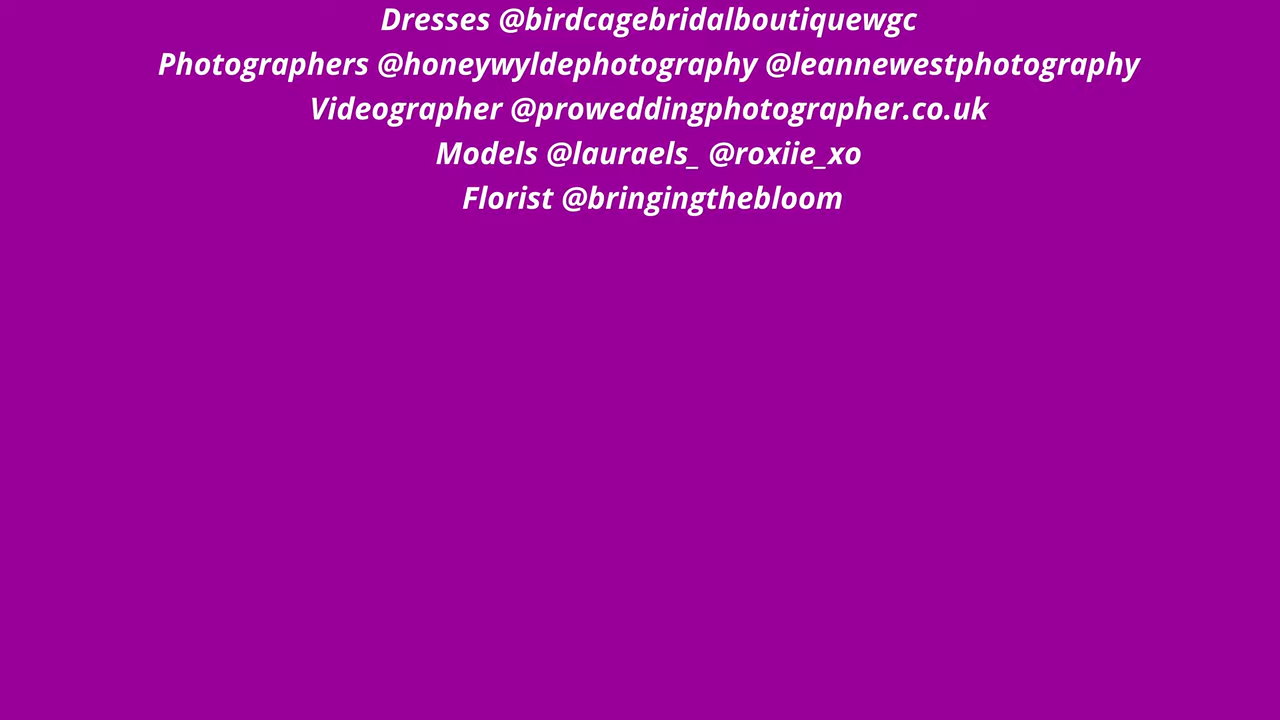 Dresses @birdcagebridalboutiquewgc
Photographers @honeywyldephotography @leannewestphotography
Videographer @proweddingphotographer.co.uk
Models @lauraels_ @roxiie_xo
Florist @bringingthebloom